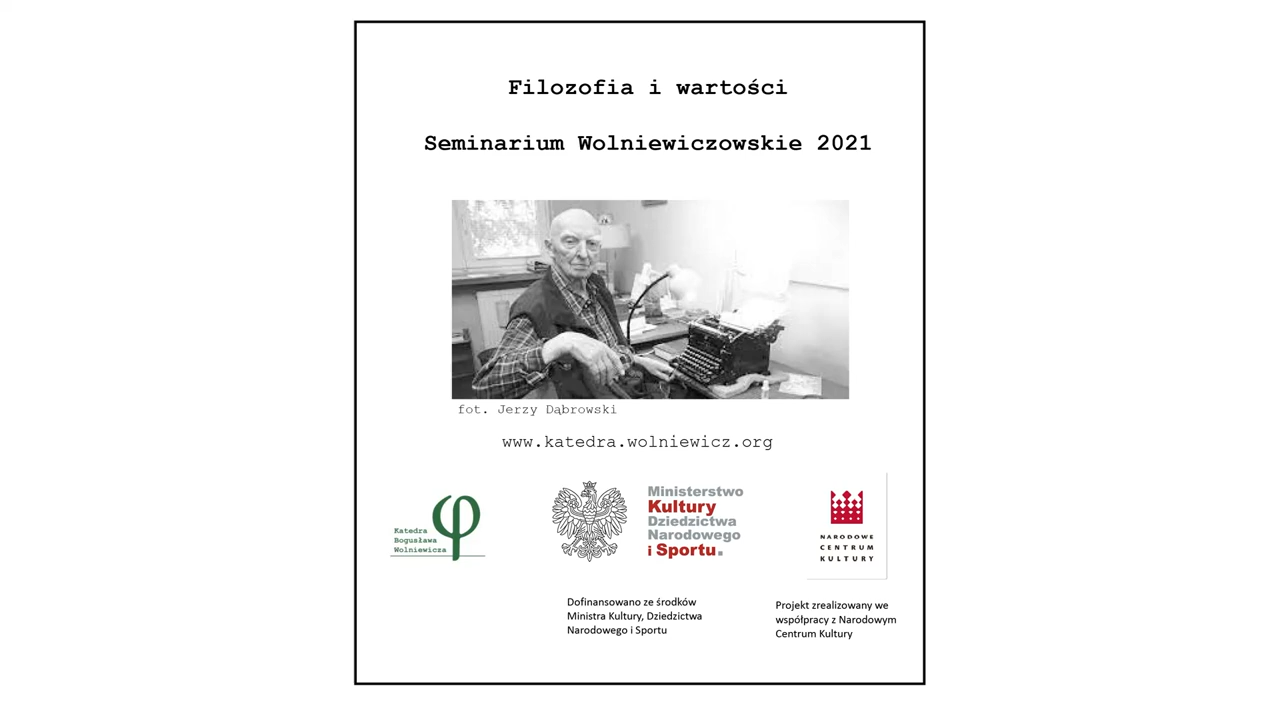 Filozofia i wartości
Seminarium Wolniewiczowskie 2021
fot. Jerzy Dąbrowski
www.katedra.wolniewicz.org
Katedra
Bogusława
Wolniewicza
φ
Ministerstwo
Kultury
Dziedzictwa
Narodowego
i Sportu.
NARODOWE
CENTRUM
KULTURY
Dofinansowano ze środków
Ministra Kultury, Dziedzictwa
Narodowego i Sportu
Projekt zrealizowany we
współpracy z Narodowym
Centrum Kultury